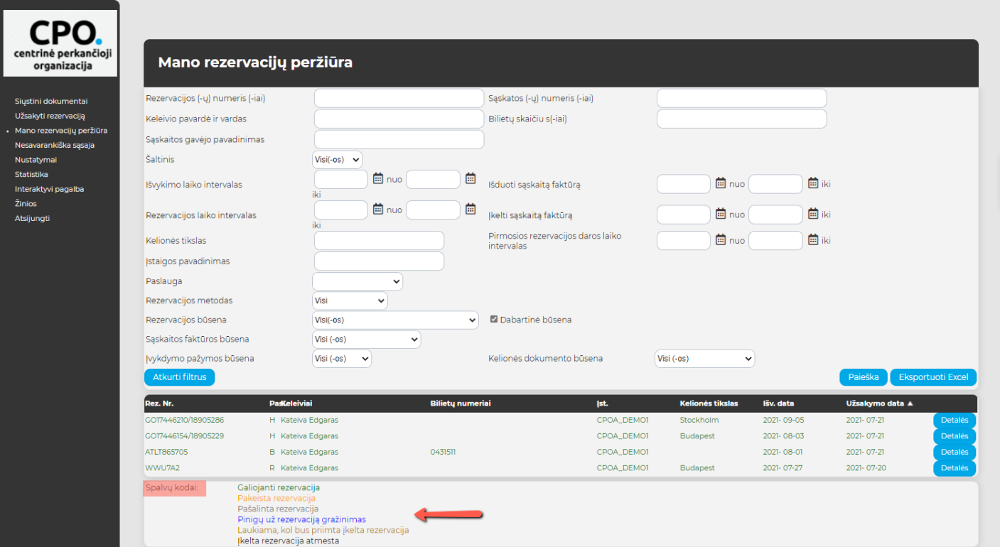 CPO.
centrinė perkančioji
organizacija
Siųstini dokumentai
Užsakyti rezervaciją
Mano rezervacijų peržiūra
Nesavarankiška sąsaja
Nustatymai
Statistika
Interaktyvi pagalba
Žinios
Atsijungti
Mano rezervacijų peržiūra
Rezervacijos (-ų) numeris (-iai)
Sąskatos (-ų) numeris (-iai)
Keleivio pavardė ir vardas
Bilietų skaičiu s(-iai)
Sąskaitos gavėjo pavadinimas
Šaltinis Visi(-os)
Išvykimo laiko intervalas nuo iki
Išduoti sąskaitą faktūrą nuo iki
Rezervacijos laiko intervalas nuo iki
Įkelti sąskaitą faktūrą nuo iki
Kelionės tikslas
Pirmosios rezervacijos daros laiko
intervalas nuo iki
Įstaigos pavadinimas
Paslauga
Rezervacijos metodas Visi
Rezervacijos būsena Visi(-os) Dabartinė būsena
Sąskaitos faktūros būsena Visi (-os)
Įvykdymo pažymos būsena Visi (-os) Kelionės dokumento būsena Visi (-os)
Atkurti filtrus Paieška Eksportuoti Excel
Rez. Nr. Pas. Keleiviai Bilietų numeriai Įst. Kelionės tikslas Išv. data Užsakymo data ▲
GO17446210/18905286 H Kateiva Edgaras CPOA_DEMO1 Stockholm 2021- 09-05 2021- 07-21 Detalės
GO17446154/18905229 H Kateiva Edgaras CPOA_DEMO1 Budapest 2021- 08-03 2021- 07-21 Detalės
ATLT865705 B Kateiva Edgaras 0431511 CPOA_DEMO1 2021- 08-01 2021- 07-21 Detalės
WWU7A2 R Kateiva Edgaras CPOA_DEMO1 Budapest 2021- 07-27 2021- 07-20 Detalės
Spalvų kodai: Galiojanti rezervacija
Pakeista rezervacija
Pašalinta rezervacija
Pinigų už rezervaciją gražinimas
Laukiama, kol bus priimta įkelta rezervacija
Įkelta rezervacija atmesta